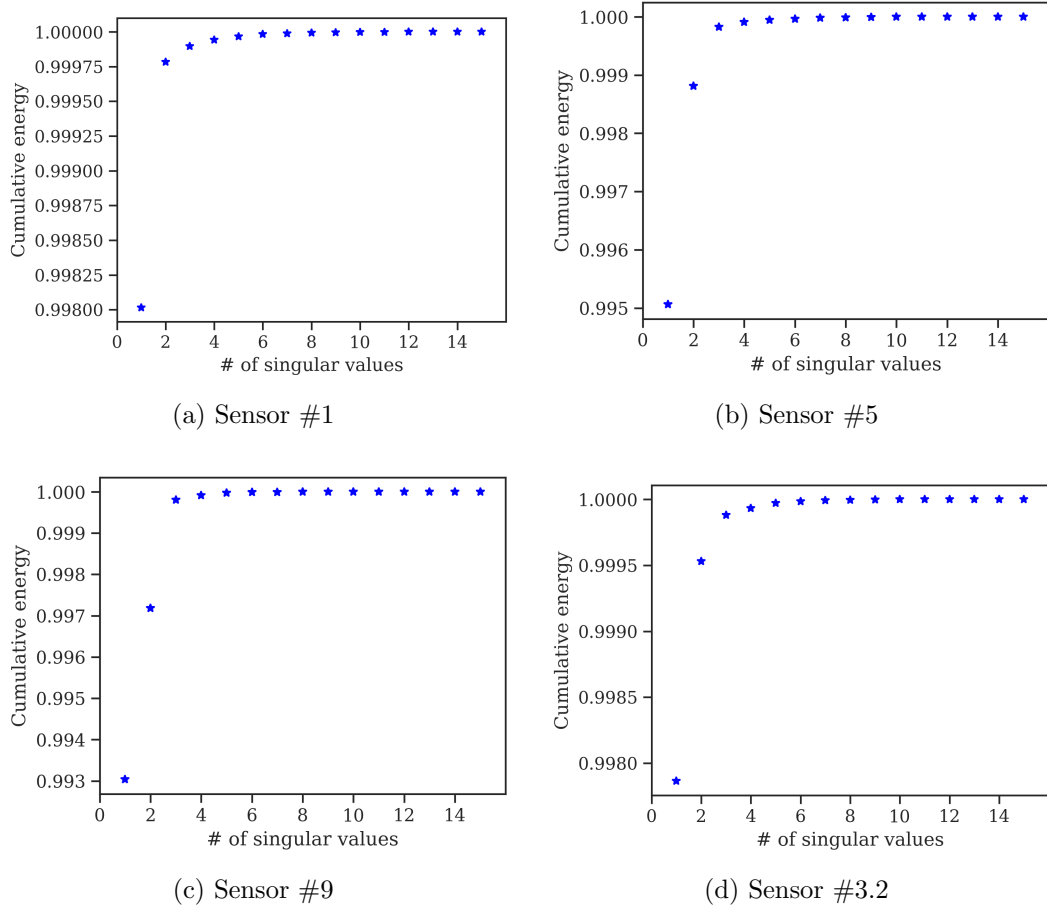 1.00000
0.99975
0.99950
0.99925
0.99900
0.99875
0.99850
0.99825
0.99800
Cumulative energy
0 2 4 6 8 10 12 14
# of singular values
(a) Sensor #1
1.000
0.999
0.998
0.997
0.996
0.995
Cumulative energy
0 2 4 6 8 10 12 14
# of singular values
(b) Sensor #5
1.000
0.999
0.998
0.997
0.996
0.995
0.994
0.993
Cumulative energy
0 2 4 6 8 10 12 14
# of singular values
(c) Sensor #9
1.0000
0.9995
0.9990
0.9985
0.9980
Cumulative energy
0 2 4 6 8 10 12 14
# of singular values
(d) Sensor #3.2